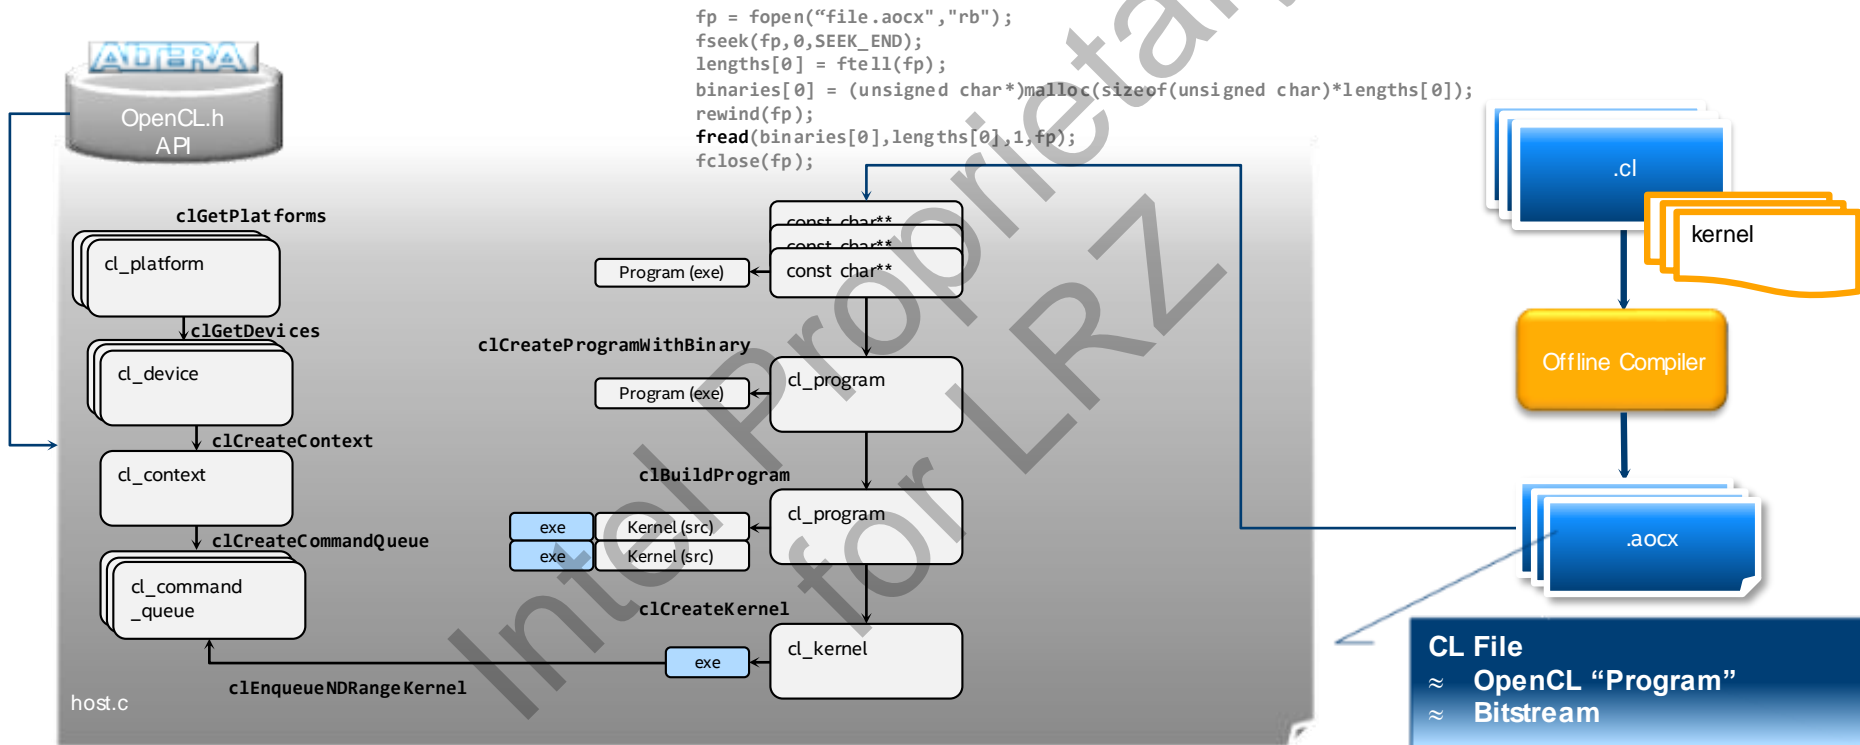 fp = fopen(“file.aocx","rb");
fseek(fp,0,SEEK_END);
lengths[0] = ftell(fp);
binaries[0] = (unsigned char*)malloc(sizeof(unsigned char)*lengths[0]);
rewind(fp);
fread(binaries[0],lengths[0],1,fp);
fclose(fp);
ALTERA
OpenCL.h
API
clGetPlatforms
cl_platform
clGetDevices
cl_device
clCreateContext
cl_context
clCreateCommandQueue
cl_command
_queue
clEnqueueNDRangeKernel
host.c
const char**
const char**
const char**
Program (exe)
clCreateProgramWithBinary
cl_program
Program (exe)
clBuildProgram
cl_program
exe Kernel (src)
exe Kernel (src)
clCreateKernel
cl_kernel
exe
.cl
kernel
Offline Compiler
.aocx
CL File
≈ OpenCL “Program”
≈ Bitstream
Intel Proprietary
for LRZ